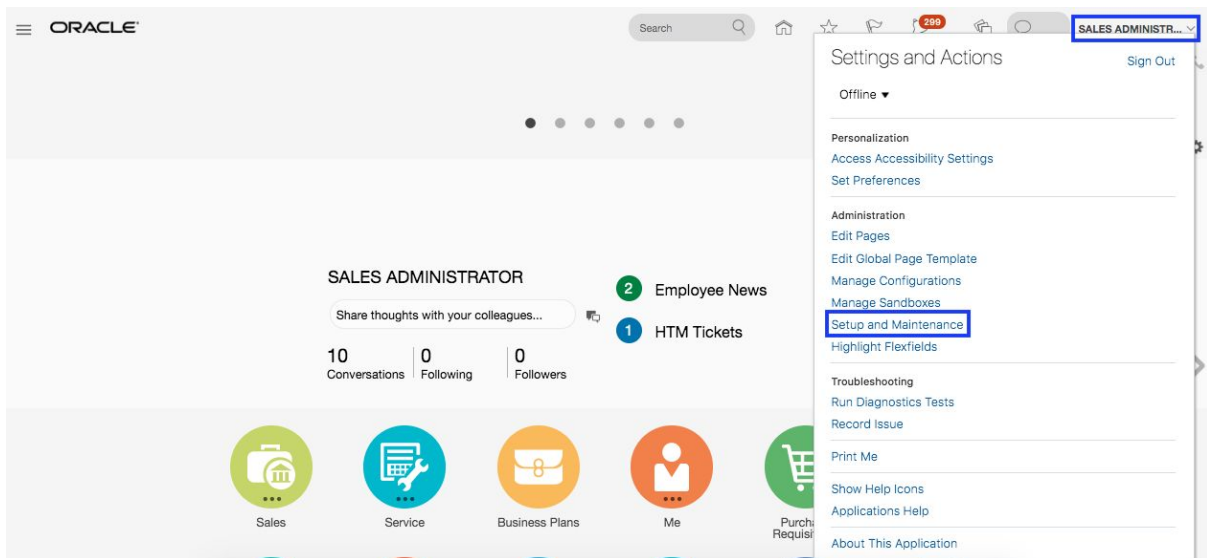 ORACLE
Search
299
SALES ADMINISTR...
Settings and Actions
Sign Out
Offline
Personalization
Access Accessibility Settings
Set Preferences
Administration
Edit Pages
Edit Global Page Template
Manage Configurations
Manage Sandboxes
Setup and Maintenance
Highlight Flexfields
Troubleshooting
Run Diagnostics Tests
Record Issue
Print Me
Show Help Icons
Applications Help
About This Application
SALES ADMINISTRATOR
Share thoughts with your colleagues...
10
Conversations
0
Following
0
Followers
2 Employee News
1 HTM Tickets
Sales
Service
Business Plans
Me